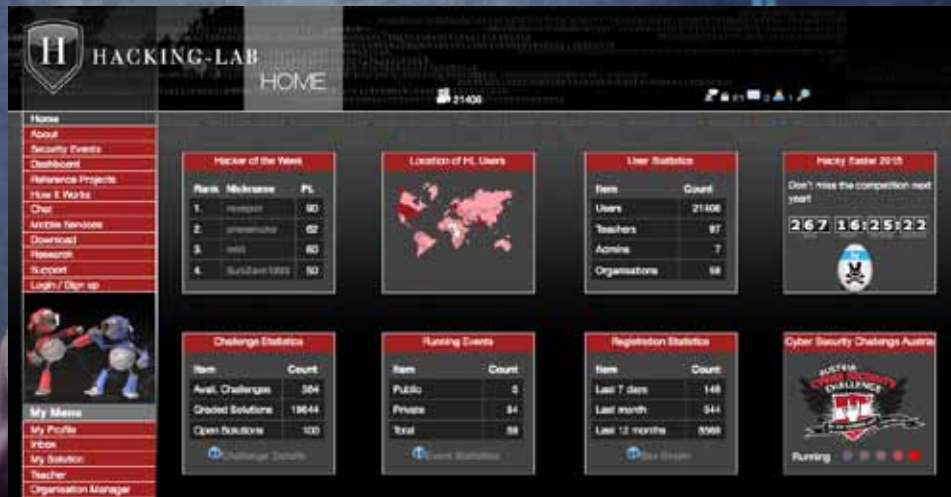 H HACKING-LAB
HOME
21406
61 0 1
Home
About
Security Events
Dashboard
Reference Projects
How it Works
Chat
Mobile Services
Download
Research
Support
Login / Sign up
My Menu
My Profile
Inbox
My Solution
Teacher
Organisation Manager
Hacker of the Week
Rank Nickname Pt.
1. 90
2. 62
3. 60
4. 50
Location of HL Users
User Statistics
Item Count
Users 21406
Teachers 97
Admins 7
Organisations
Hacky Easter 2015
Don't miss the competition next
year!
267 16:25:22
Challenge Statistics
Item Count
Avail. Challenges 364
Graded Solutions 19644
Open Solutions 100
Challenge Details
Running Events
Item Count
Public 5
Private 84
Total 89
Event Statistics
Registration Statistics
Item Count
Last 7 days 148
Last month 544
Last 12 months
Cyber Security Challenge Austria
AUSTRIA
CYBER SECURITY
CHALLENGE
Running